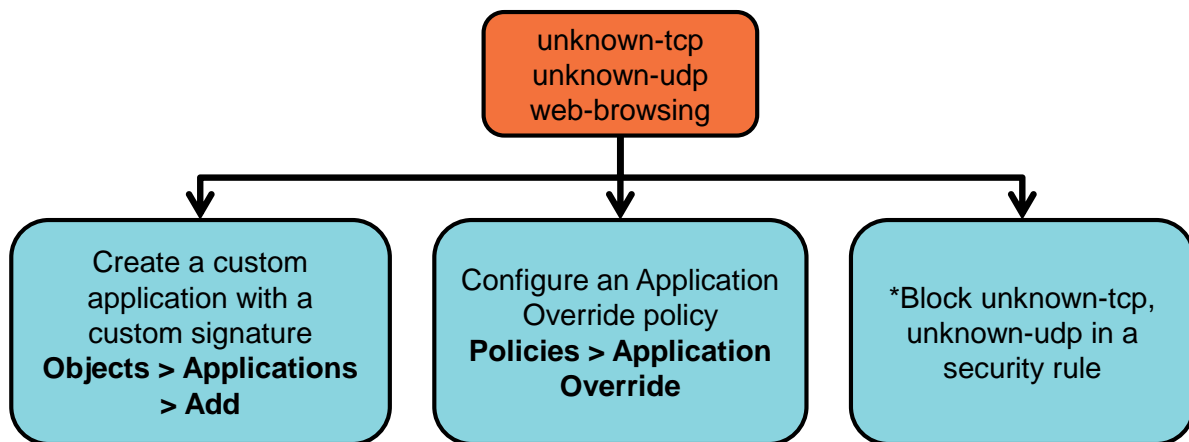 unknown-tcp
unknown-udp
web-browsing
Create a custom
application with a
custom signature
Objects > Applications
> Add
Configure an Application
Override policy
Policies > Application
Override
*Block unknown-tcp,
unknown-udp in a
security rule